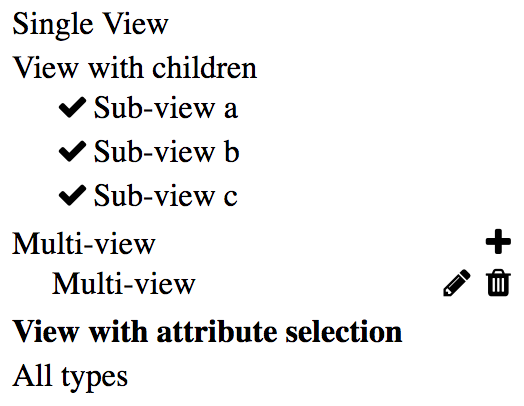 Single View
View with children
Sub-view a
Sub-view b
Sub-view c
Multi-view
Multi-view
View with attribute selection
All types